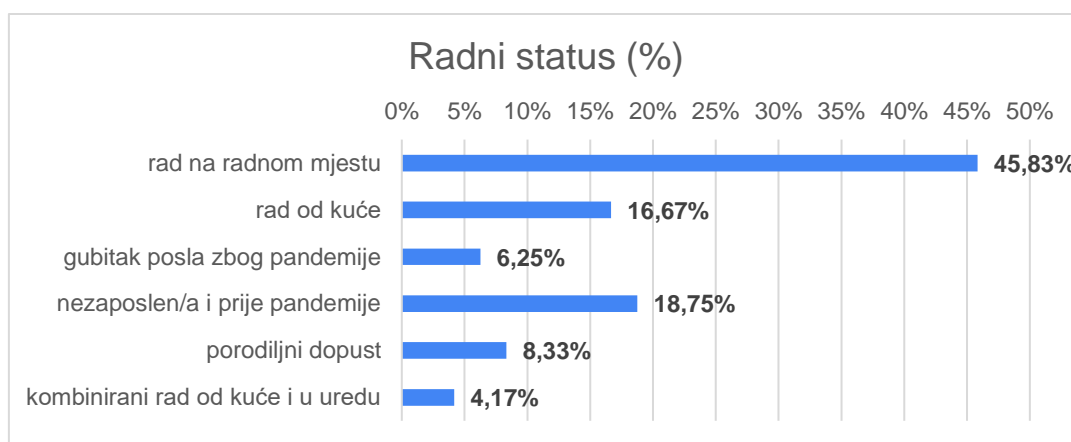 Radni status (%)
0% 5% 10% 15% 20% 25% 30% 35% 40% 45% 50%
rad na radnom mjestu 45,83%
rad od kuće 16,67%
gubitak posla zbog pandemije 6,25%
nezaposlen/a i prije pandemije 18,75%
porodiljni dopust 8,33%
kombinirani rad od kuće i u uredu 4,17%